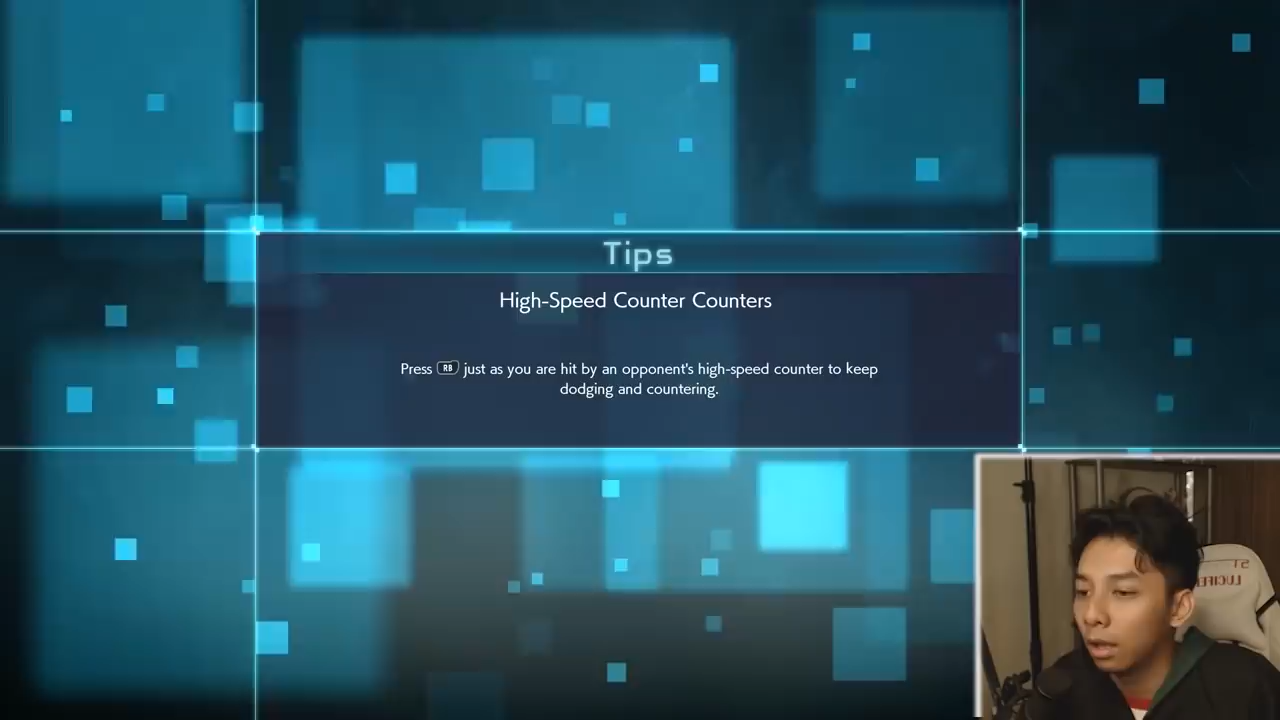 Tips
High-Speed Counter Counters
Press RB just as you are hit by an opponent's high-speed counter to keep
dodging and countering.